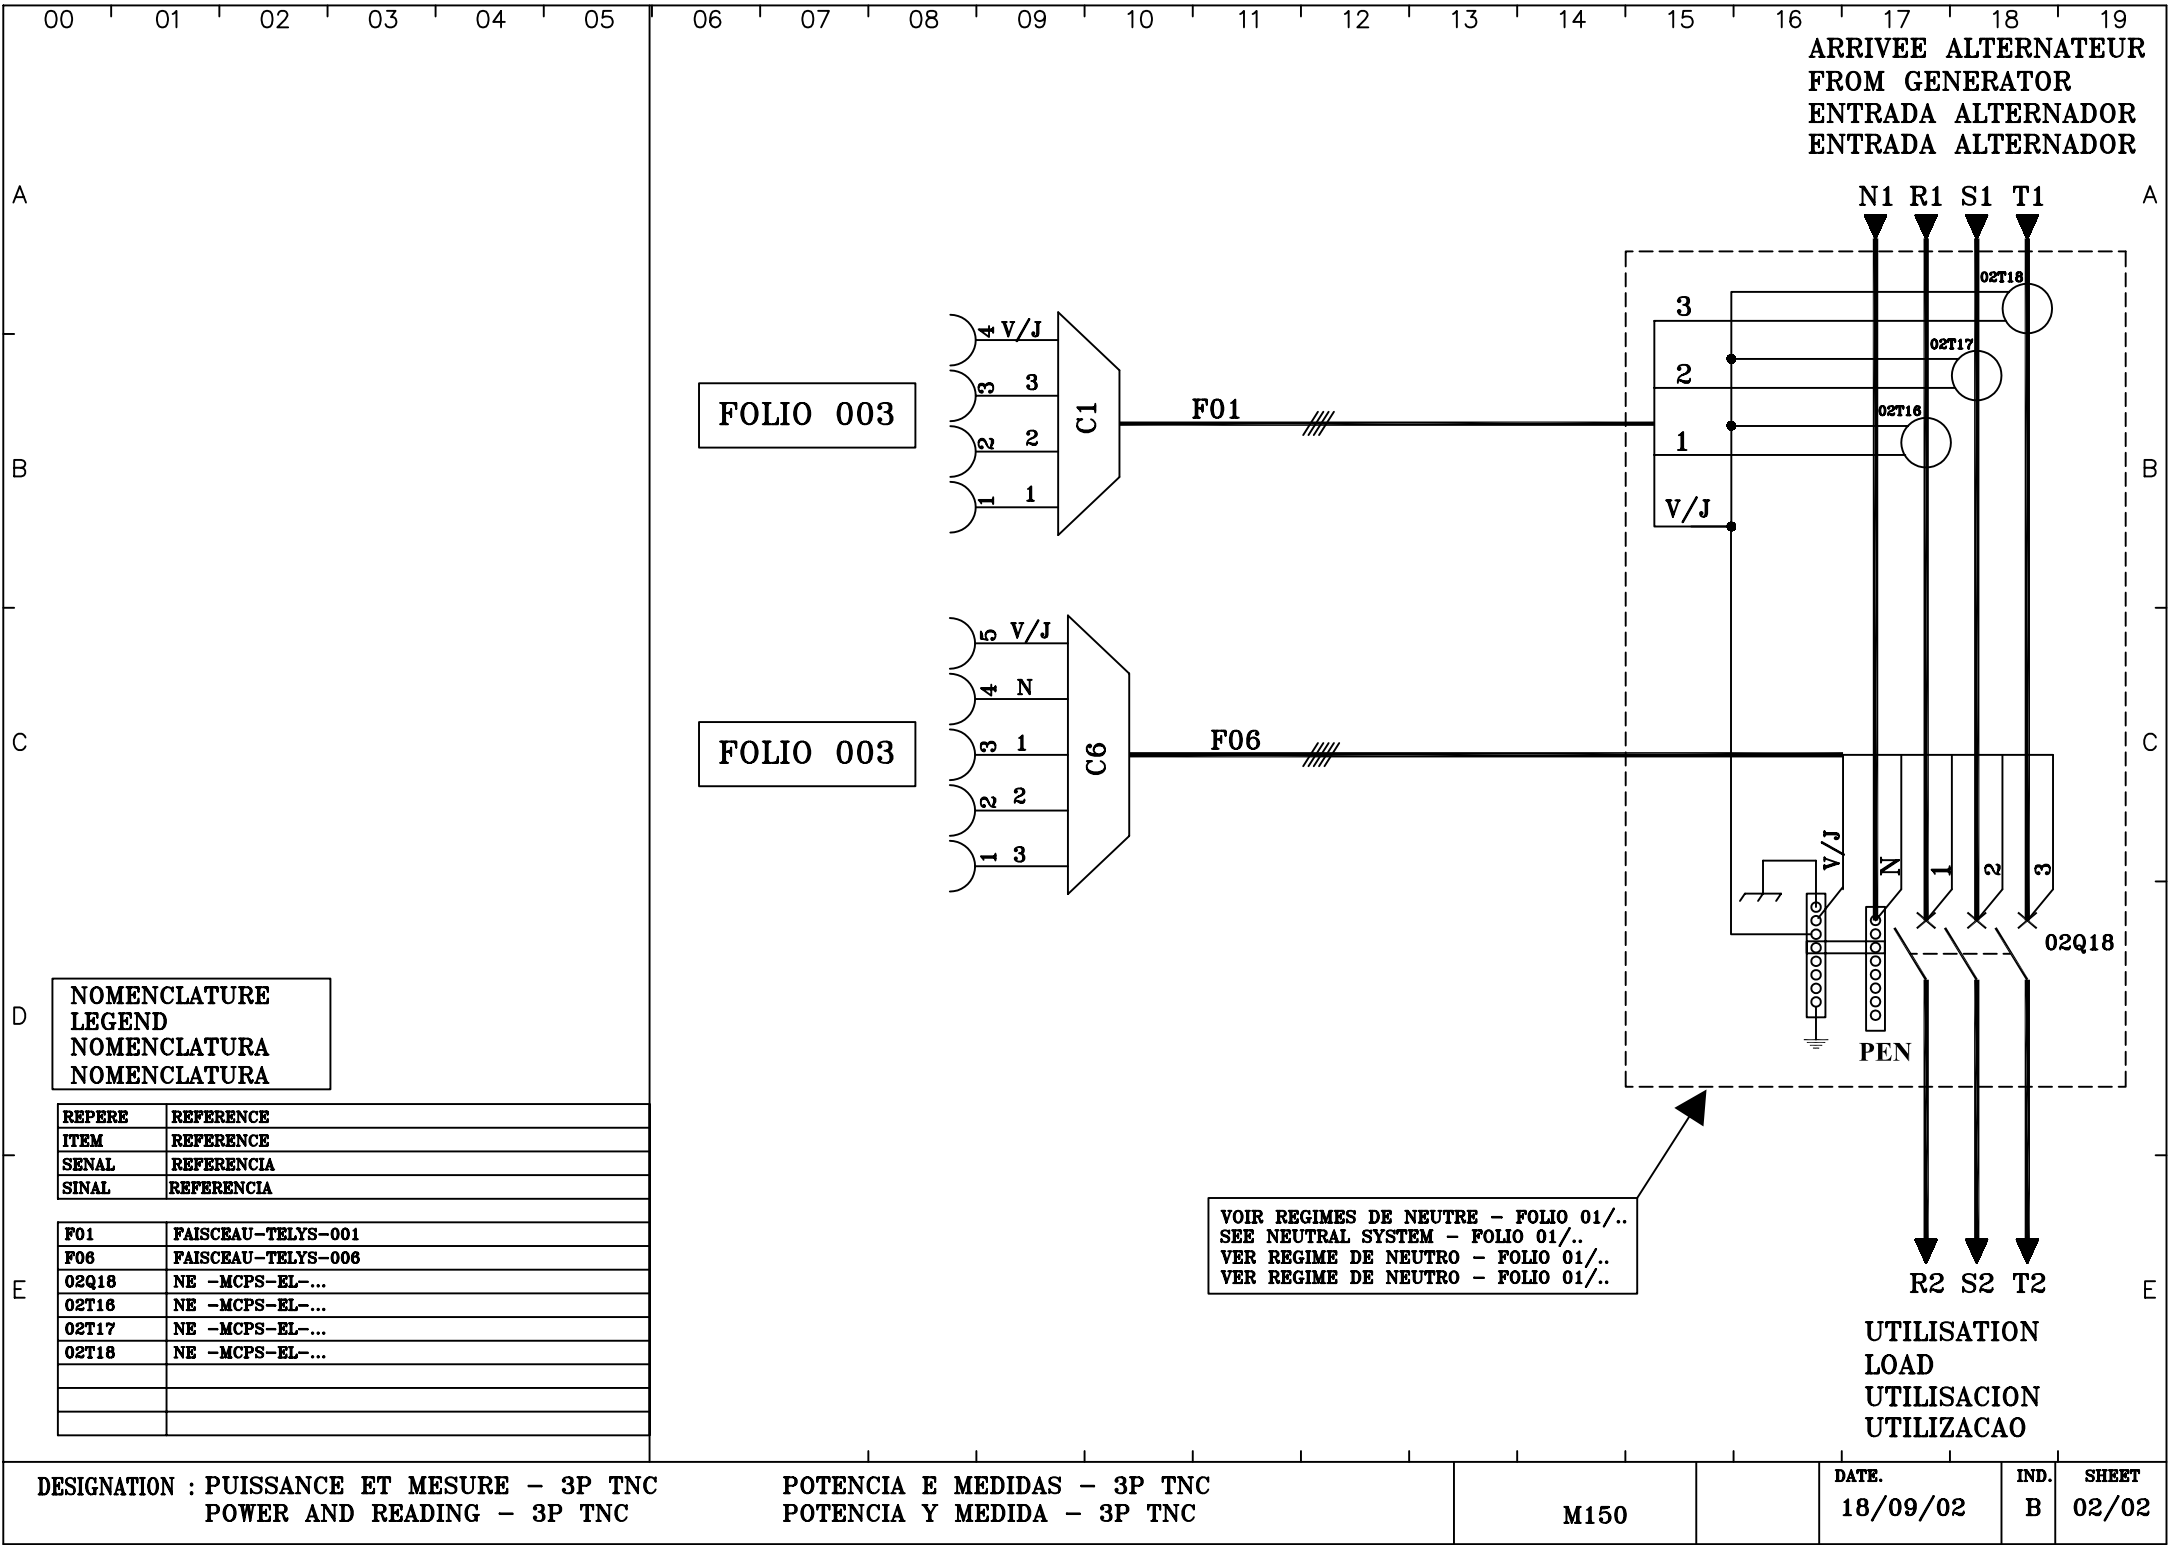 00 01 02 03 04 05 06 07 08 09 10 11 12 13 14 15 16 17 18 19
ARRIVEE ALTERNATEUR
FROM GENERATOR
ENTRADA ALTERNADOR
ENTRADA ALTERNADOR
A
A
N1 R1 S1 T1
02T18
3
02T17
2
02T16
1
V/J
4 V/J
3 3
2 2
1 1
C1
FOLIO 003
F01
B
B
5 V/J
4 N
3 1
2 2
1 3
C6
FOLIO 003
F06
C
C
V/J N 1 2 3
02Q18
PEN
D
D
NOMENCLATURE
LEGEND
NOMENCLATURA
NOMENCLATURA
REPERE REFERENCE
ITEM REFERENCE
SENAL REFERENCIA
SINAL REFERENCIA
F01 FAISCEAU-TELYS-001
F06 FAISCEAU-TELYS-006
02Q18 NE -MCPS-EL-...
02T16 NE -MCPS-EL-...
02T17 NE -MCPS-EL-...
02T18 NE -MCPS-EL-...
VOIR REGIMES DE NEUTRE - FOLIO 01/..
SEE NEUTRAL SYSTEM - FOLIO 01/..
VER REGIME DE NEUTRO - FOLIO 01/..
VER REGIME DE NEUTRO - FOLIO 01/..
E
E
R2 S2 T2
UTILISATION
LOAD
UTILISACION
UTILIZACAO
DESIGNATION : PUISSANCE ET MESURE - 3P TNC
POWER AND READING - 3P TNC
POTENCIA E MEDIDAS - 3P TNC
POTENCIA Y MEDIDA - 3P TNC
M150
DATE.
18/09/02
IND.
B
SHEET
02/02